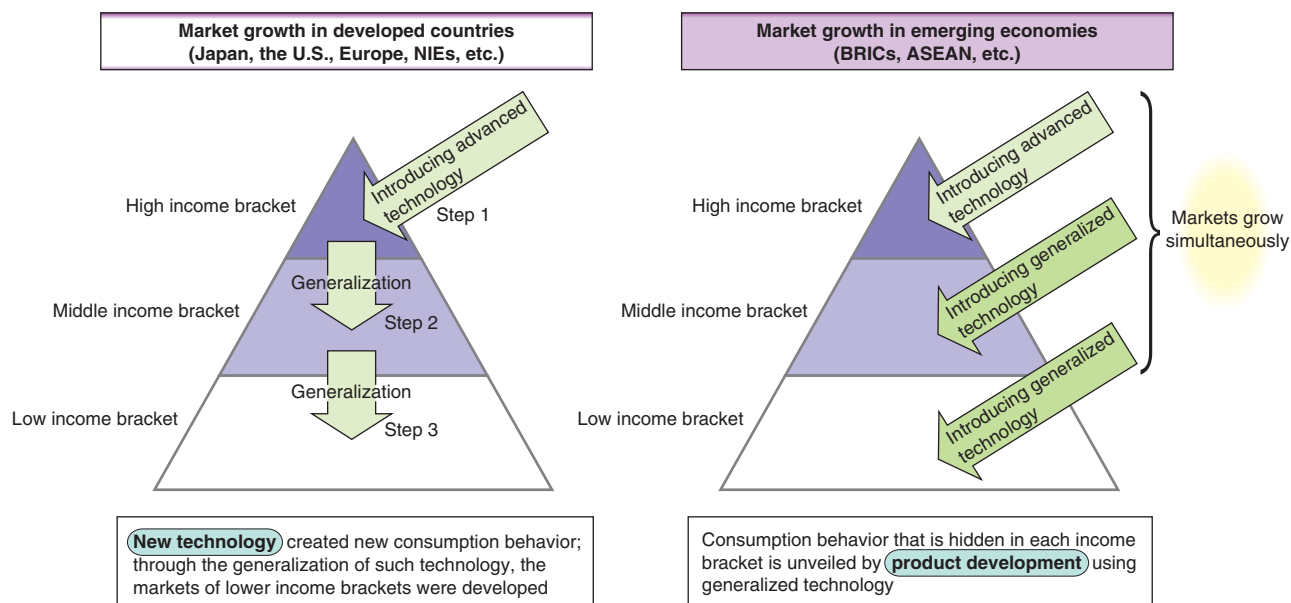 Market growth in developed countries
(Japan, the U.S., Europe, NIEs, etc.)
Introducing advanced
technology
Step 1
High income bracket
Generalization
Middle income bracket
Step 2
Generalization
Low income bracket
Step 3
New technology created new consumption behavior;
through the generalization of such technology, the
markets of lower income brackets were developed
Market growth in emerging economies
(BRICs, ASEAN, etc.)
Introducing advanced
technology
High income bracket
Introducing generalized
technology
Middle income bracket
Introducing generalized
technology
Low income bracket
Markets grow
simultaneously
Consumption behavior that is hidden in each income
bracket is unveiled by product development using
generalized technology